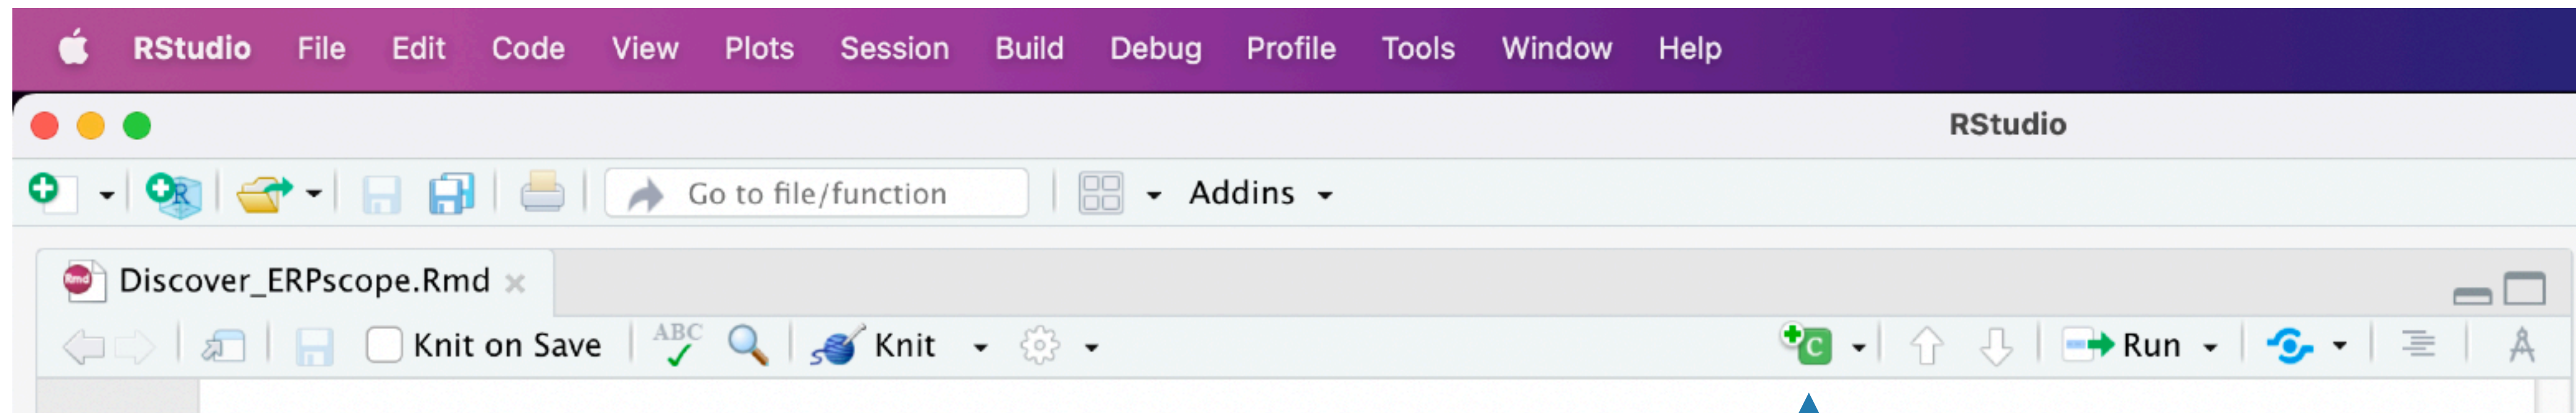 RStudio File Edit Code View Plots Session Build Debug Profile Tools Window Help
RStudio
R Go to file/function Addins
Rmd Discover_ERPscope.Rmd
Knit on Save ABC Knit C Run